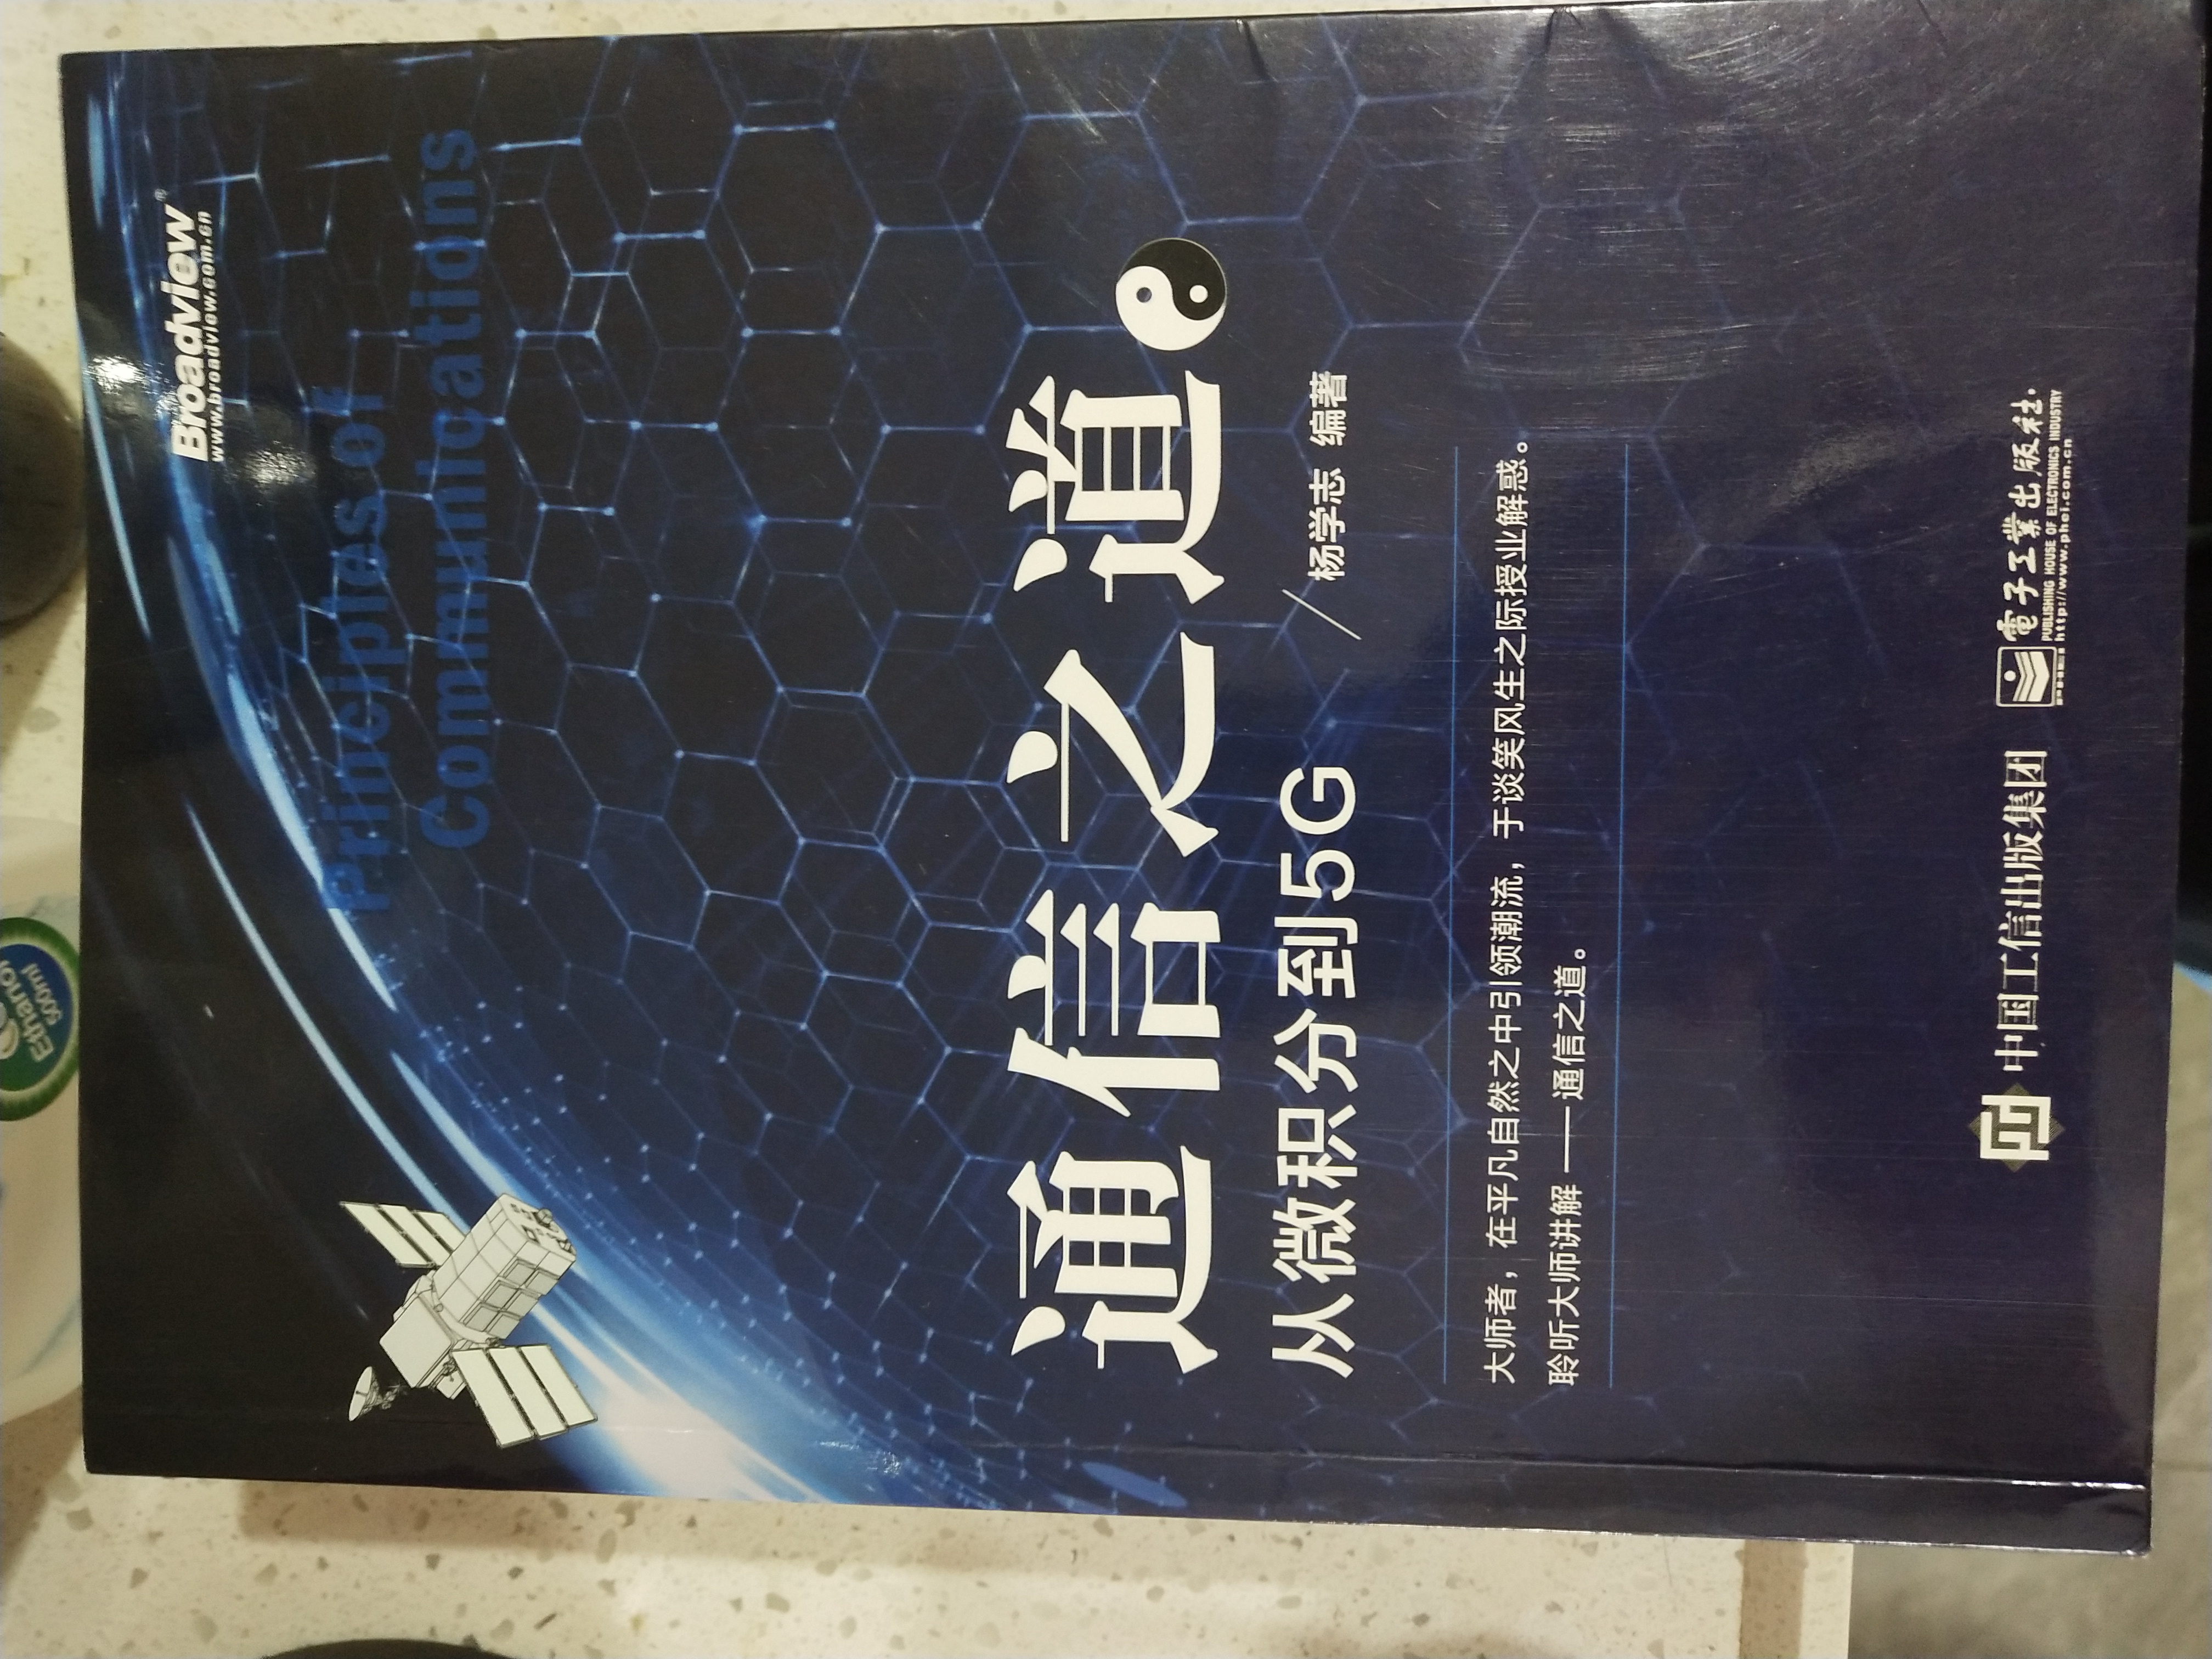 Broadview®
www.broadview.com.cn
Principles of
Communications
通信之道
从微积分到5G
杨学志 编著
大师者，在平凡自然之中引领潮流，于谈笑风生之际授业解惑。
聆听大师讲解——通信之道。
中国工信出版集团
PHEI
電子工業出版社·
PUBLISHING HOUSE OF ELECTRONICS INDUSTRY
http://www.phei.com.cn
Ethanol
500ml